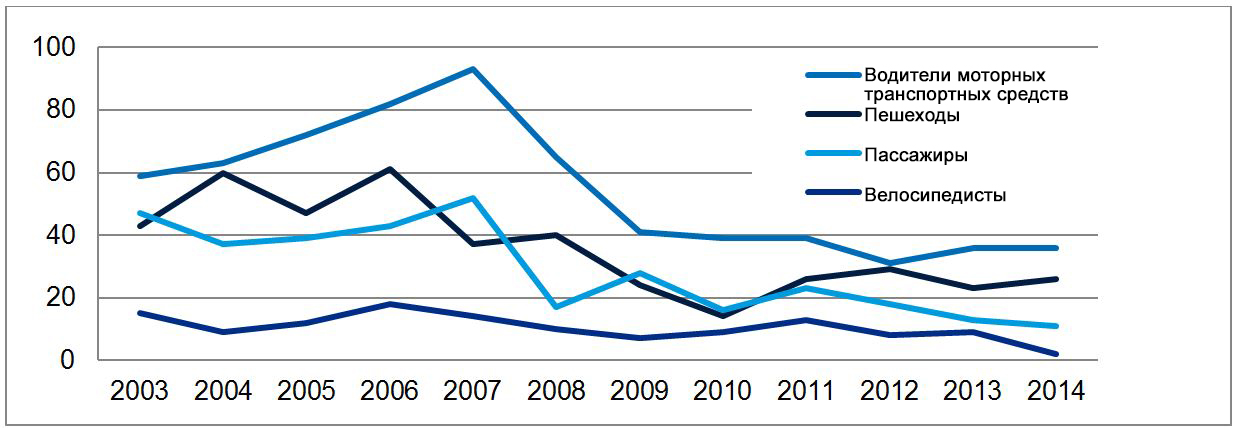 100
80
60
40
20
0
2003 2004 2005 2006 2007 2008 2009 2010 2011 2012 2013 2014
Водители моторных
транспортных средств
Пешеходы
Пассажиры
Велосипедисты